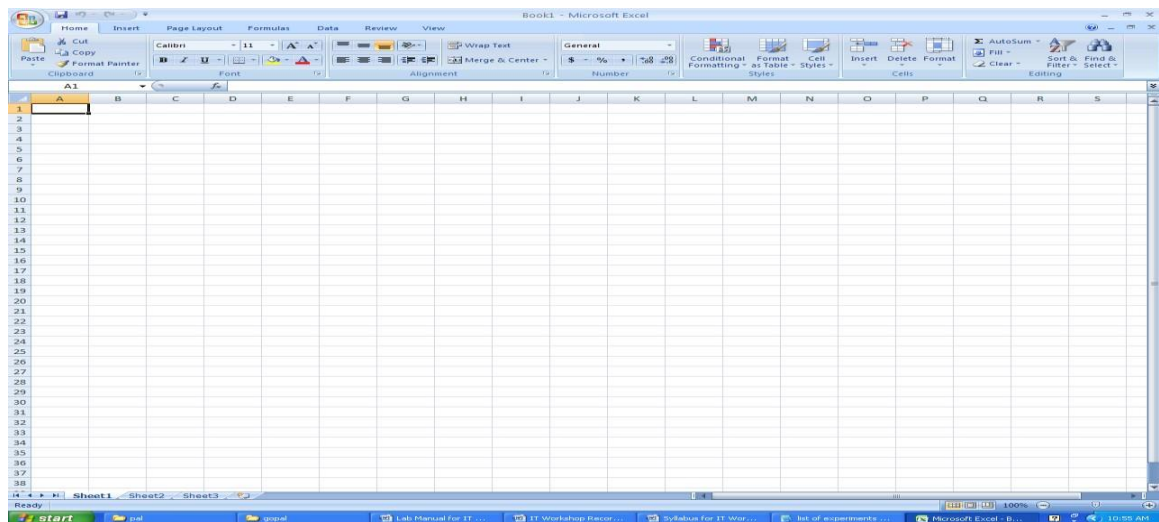 Book1 - Microsoft Excel
Home Insert Page Layout Formulas Data Review View
Paste
Cut
Copy
Format Painter
Clipboard
Calibri 11
B I U
Font
Wrap Text
Merge & Center
Alignment
General
$ % ,
Number
Conditional Formatting
Format as Table
Cell Styles
Styles
Insert Delete Format
Cells
Σ AutoSum
Fill
Clear
Sort & Filter
Find & Select
Editing
A1 fx
A B C D E F G H I J K L M N O P Q R S
1
2
3
4
5
6
7
8
9
10
11
12
13
14
15
16
17
18
19
20
21
22
23
24
25
26
27
28
29
30
31
32
33
34
35
36
37
38
Sheet1 Sheet2 Sheet3
Ready 100%
start pal gopal Lab Manual for IT ... IT Workshop Recor... Syllabus for IT Wor... list of experiments ... Microsoft Excel - B... 10:55 AM